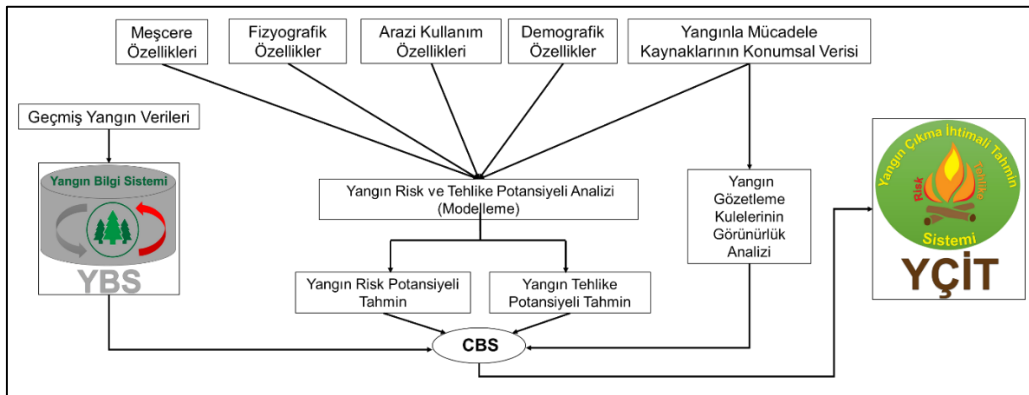 Meşcere
Özellikleri
Fizyografik
Özellikler
Arazi Kullanım
Özellikleri
Demografik
Özellikler
Yangınla Mücadele
Kaynaklarının Konumsal Verisi
Geçmiş Yangın Verileri
Yangın Bilgi Sistemi
YBS
Yangın Risk ve Tehlike Potansiyeli Analizi
(Modelleme)
Yangın
Gözetleme
Kulelerinin
Görünürlük
Analizi
Yangın Risk Potansiyeli
Tahmin
Yangın Tehlike
Potansiyeli Tahmin
CBS
Yangın Çıkma İhtimali Tahmin
Risk
Tehlike
Sistemi
YÇİT